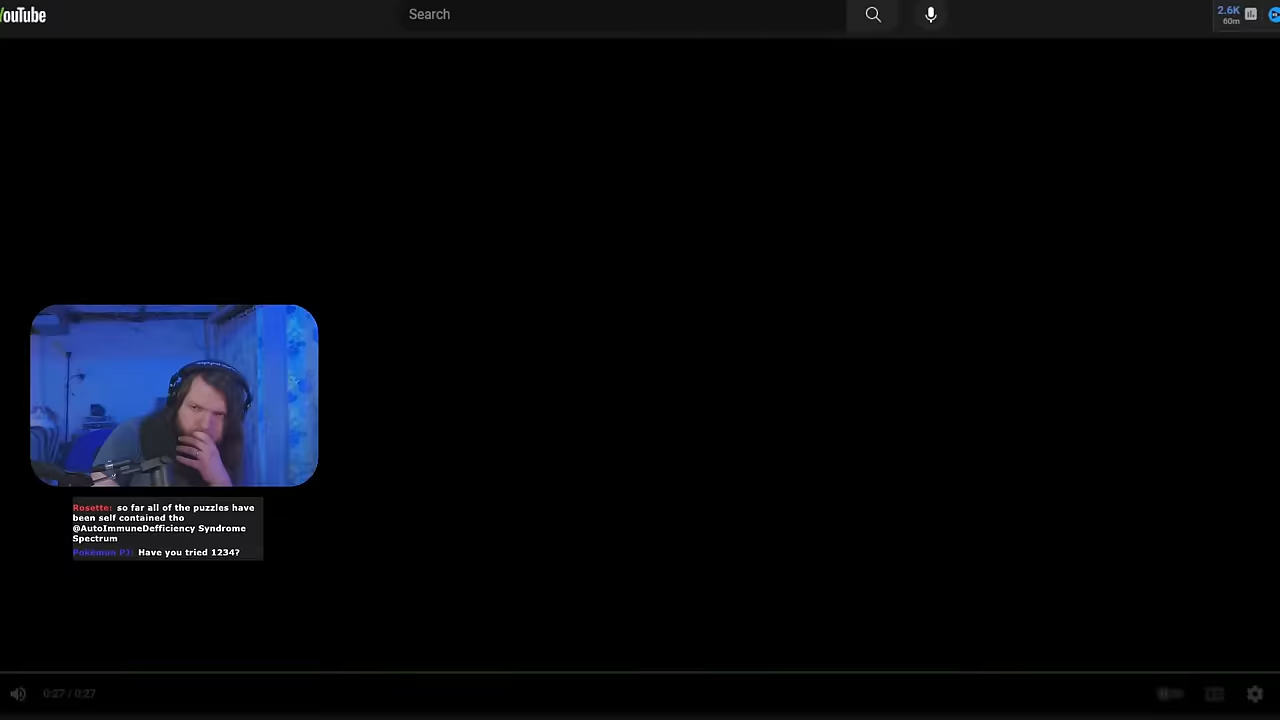 YouTube
Search
2.6K
60m
Rosette: so far all of the puzzles have
been self contained tho
@AutoImmuneDefficiency Syndrome
Spectrum
Pokémun PJ: Have you tried 1234?
0:27 / 0:27